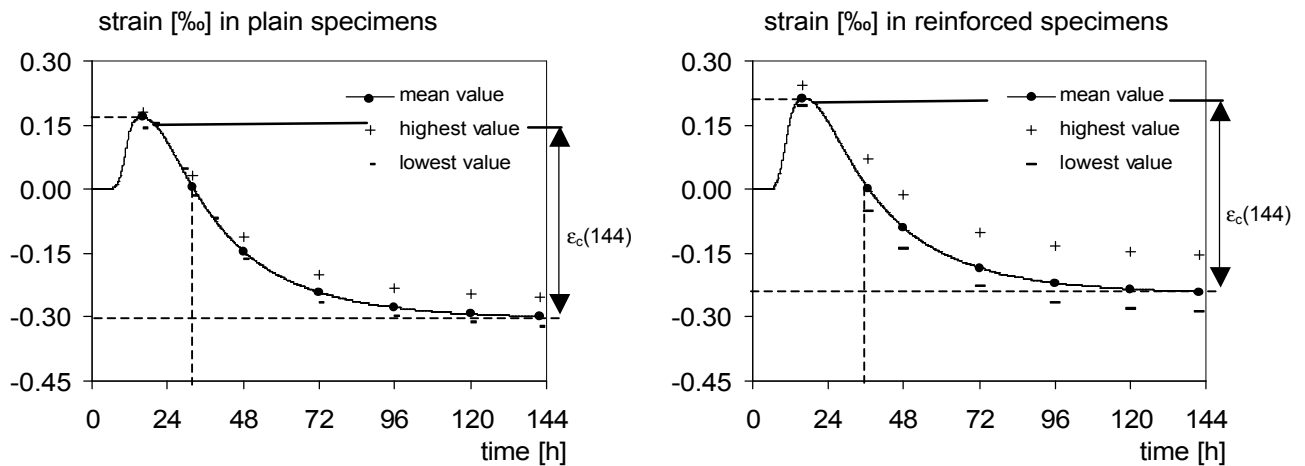 strain [‰] in plain specimens
0.30
0.15
0.00
-0.15
-0.30
-0.45
0 24 48 72 96 120 144
time [h]
mean value
highest value
lowest value
εc(144)
strain [‰] in reinforced specimens
0.30
0.15
0.00
-0.15
-0.30
-0.45
0 24 48 72 96 120 144
time [h]
mean value
highest value
lowest value
εc(144)